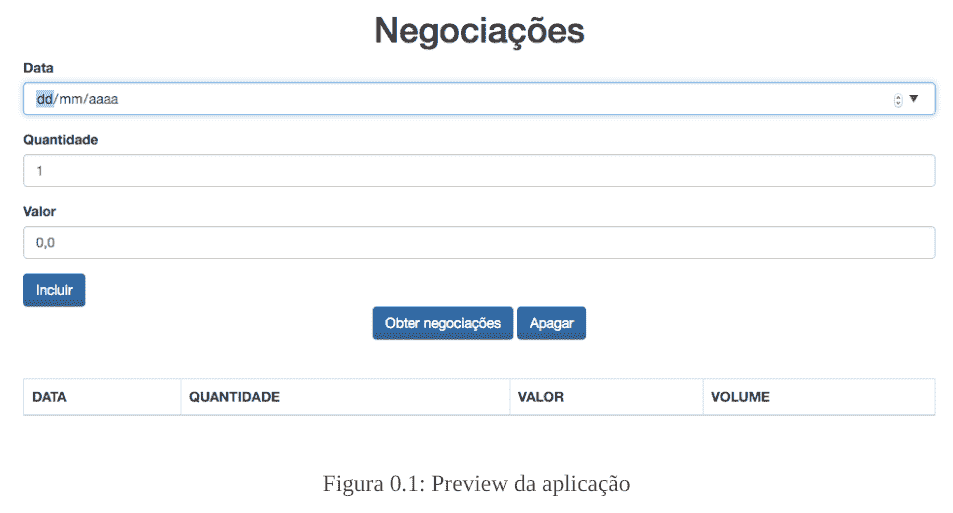 Negociações
Data
dd/mm/aaaa
Quantidade
1
Valor
0,0
Incluir
Obter negociações Apagar
DATA QUANTIDADE VALOR VOLUME
Figura 0.1: Preview da aplicação